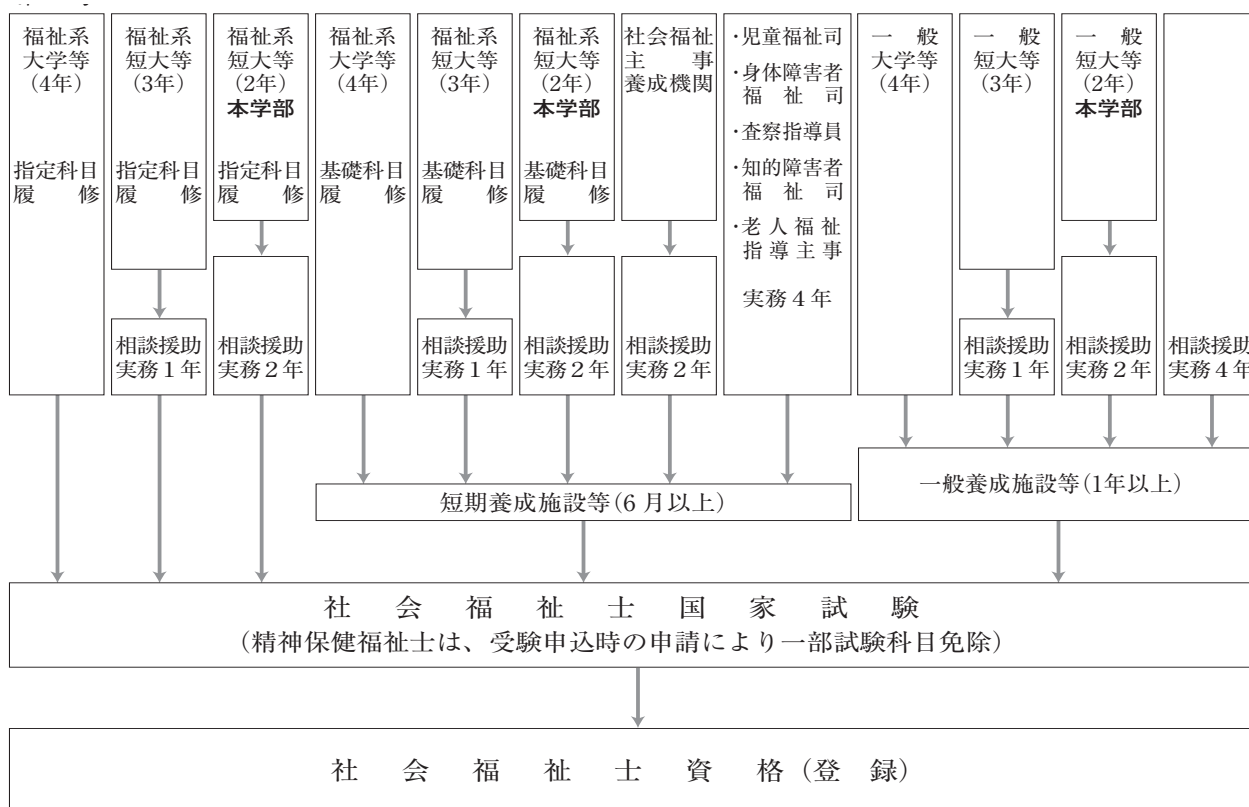 福祉系
大学等
(4年)
指定科目
履修
福祉系
短大等
(3年)
指定科目
履修
相談援助
実務1年
福祉系
短大等
(2年)
本学部
指定科目
履修
相談援助
実務2年
福祉系
大学等
(4年)
基礎科目
履修
福祉系
短大等
(3年)
基礎科目
履修
相談援助
実務1年
福祉系
短大等
(2年)
本学部
基礎科目
履修
相談援助
実務2年
社会福祉
主事
養成機関
相談援助
実務2年
・児童福祉司
・身体障害者
福祉司
・査察指導員
・知的障害者
福祉司
・老人福祉
指導主事
実務4年
一般
大学等
(4年)
一般
短大等
(3年)
相談援助
実務1年
一般
短大等
(2年)
本学部
相談援助
実務2年
相談援助
実務4年
短期養成施設等(6月以上)
一般養成施設等(1年以上)
社会福祉士国家試験
(精神保健福祉士は、受験申込時の申請により一部試験科目免除)
社会福祉士資格(登録)